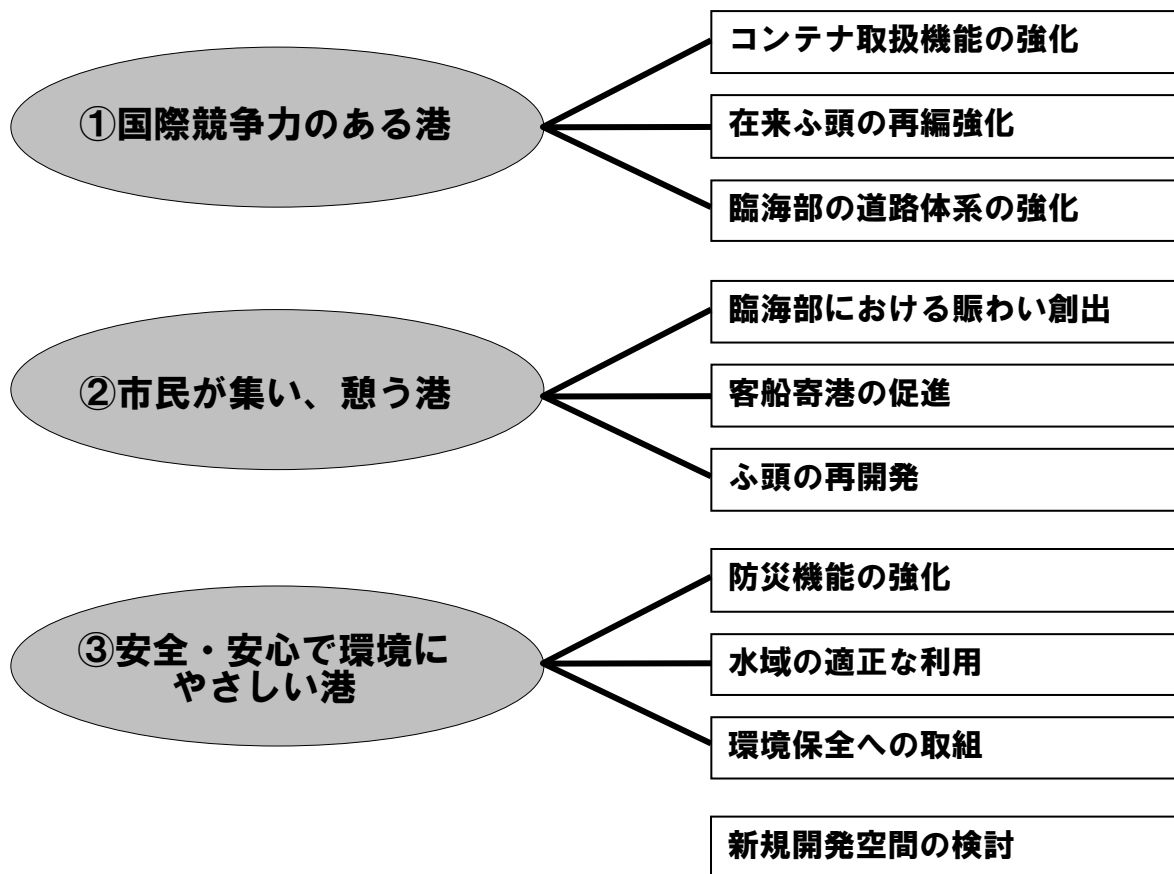 ①国際競争力のある港
コンテナ取扱機能の強化
在来ふ頭の再編強化
臨海部の道路体系の強化
②市民が集い、憩う港
臨海部における賑わい創出
客船寄港の促進
ふ頭の再開発
③安全・安心で環境に
やさしい港
防災機能の強化
水域の適正な利用
環境保全への取組
新規開発空間の検討